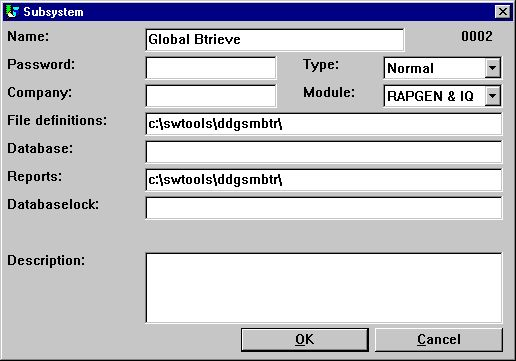 Subsystem
Name: Global Btrieve 0002
Password: Type: Normal
Company: Module: RAPGEN & IQ
File definitions: c:\swtools\ddgsmbtr\
Database:
Reports: c:\swtools\ddgsmbtr\
Databaselock:
Description:
OK Cancel